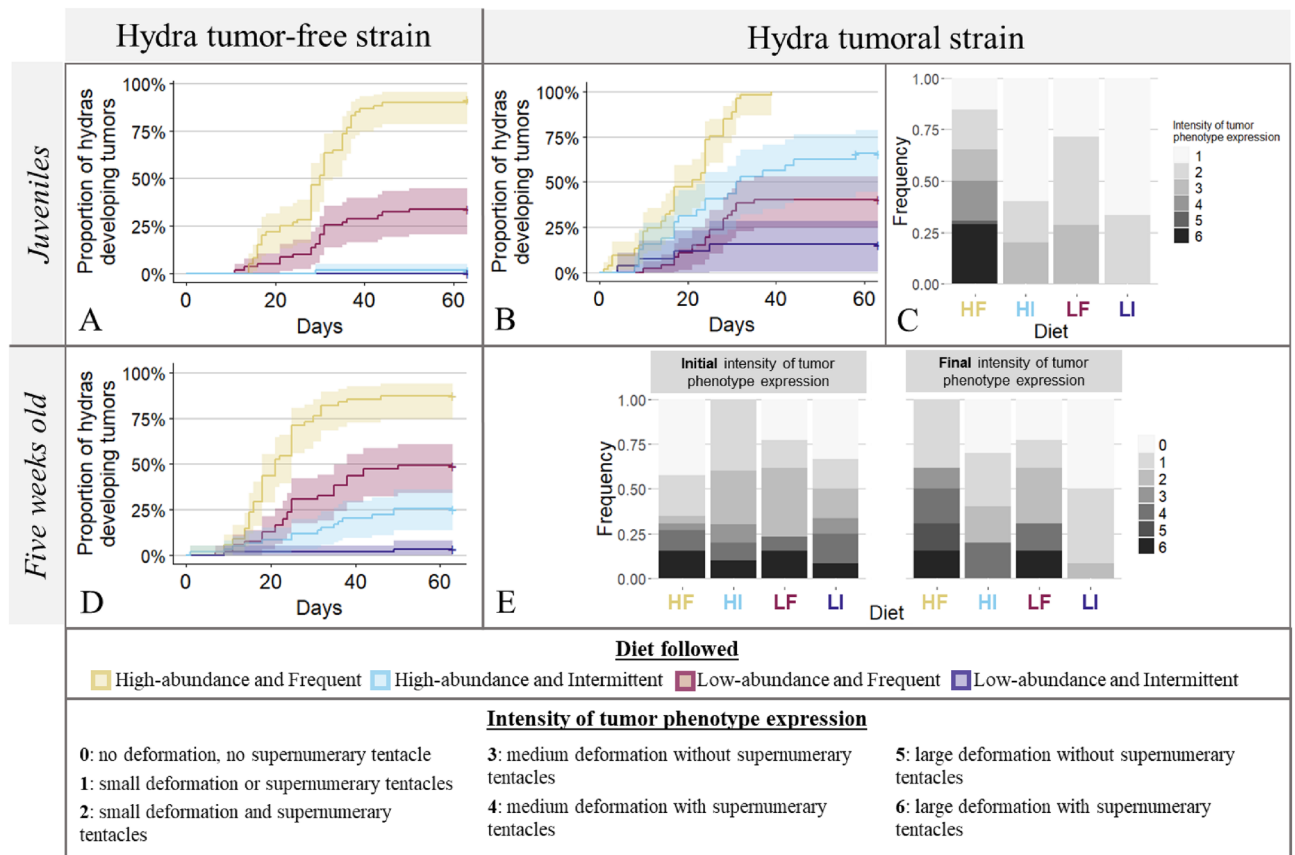 Hydra tumor-free strain
Hydra tumoral strain
Juveniles
Proportion of hydras
developing tumors
100%
75%
50%
25%
0%
0
20
40
60
Days
A
Proportion of hydras
developing tumors
100%
75%
50%
25%
0%
0
20
40
60
Days
B
Frequency
1.00
0.75
0.50
0.25
0.00
HF
HI
LF
LI
Diet
C
Intensity of tumor
phenotype expression
1
2
3
4
5
6
Five weeks old
Proportion of hydras
developing tumors
100%
75%
50%
25%
0%
0
20
40
60
Days
D
Initial intensity of tumor
phenotype expression
Final intensity of tumor
phenotype expression
Frequency
1.00
0.75
0.50
0.25
0.00
HF
HI
LF
LI
HF
HI
LF
LI
Diet
E
0
1
2
3
4
5
6
Diet followed
High-abundance and Frequent
High-abundance and Intermittent
Low-abundance and Frequent
Low-abundance and Intermittent
Intensity of tumor phenotype expression
0: no deformation, no supernumerary tentacle
1: small deformation or supernumerary tentacles
2: small deformation and supernumerary
tentacles
3: medium deformation without supernumerary
tentacles
4: medium deformation with supernumerary
tentacles
5: large deformation without supernumerary
tentacles
6: large deformation with supernumerary
tentacles